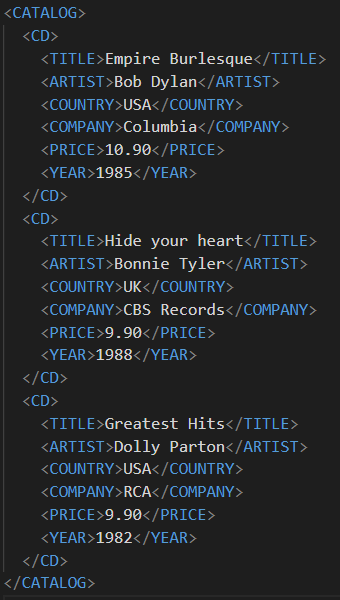 <CATALOG>
<CD>
<TITLE>Empire Burlesque</TITLE>
<ARTIST>Bob Dylan</ARTIST>
<COUNTRY>USA</COUNTRY>
<COMPANY>Columbia</COMPANY>
<PRICE>10.90</PRICE>
<YEAR>1985</YEAR>
</CD>
<CD>
<TITLE>Hide your heart</TITLE>
<ARTIST>Bonnie Tyler</ARTIST>
<COUNTRY>UK</COUNTRY>
<COMPANY>CBS Records</COMPANY>
<PRICE>9.90</PRICE>
<YEAR>1988</YEAR>
</CD>
<CD>
<TITLE>Greatest Hits</TITLE>
<ARTIST>Dolly Parton</ARTIST>
<COUNTRY>USA</COUNTRY>
<COMPANY>RCA</COMPANY>
<PRICE>9.90</PRICE>
<YEAR>1982</YEAR>
</CD>
</CATALOG>